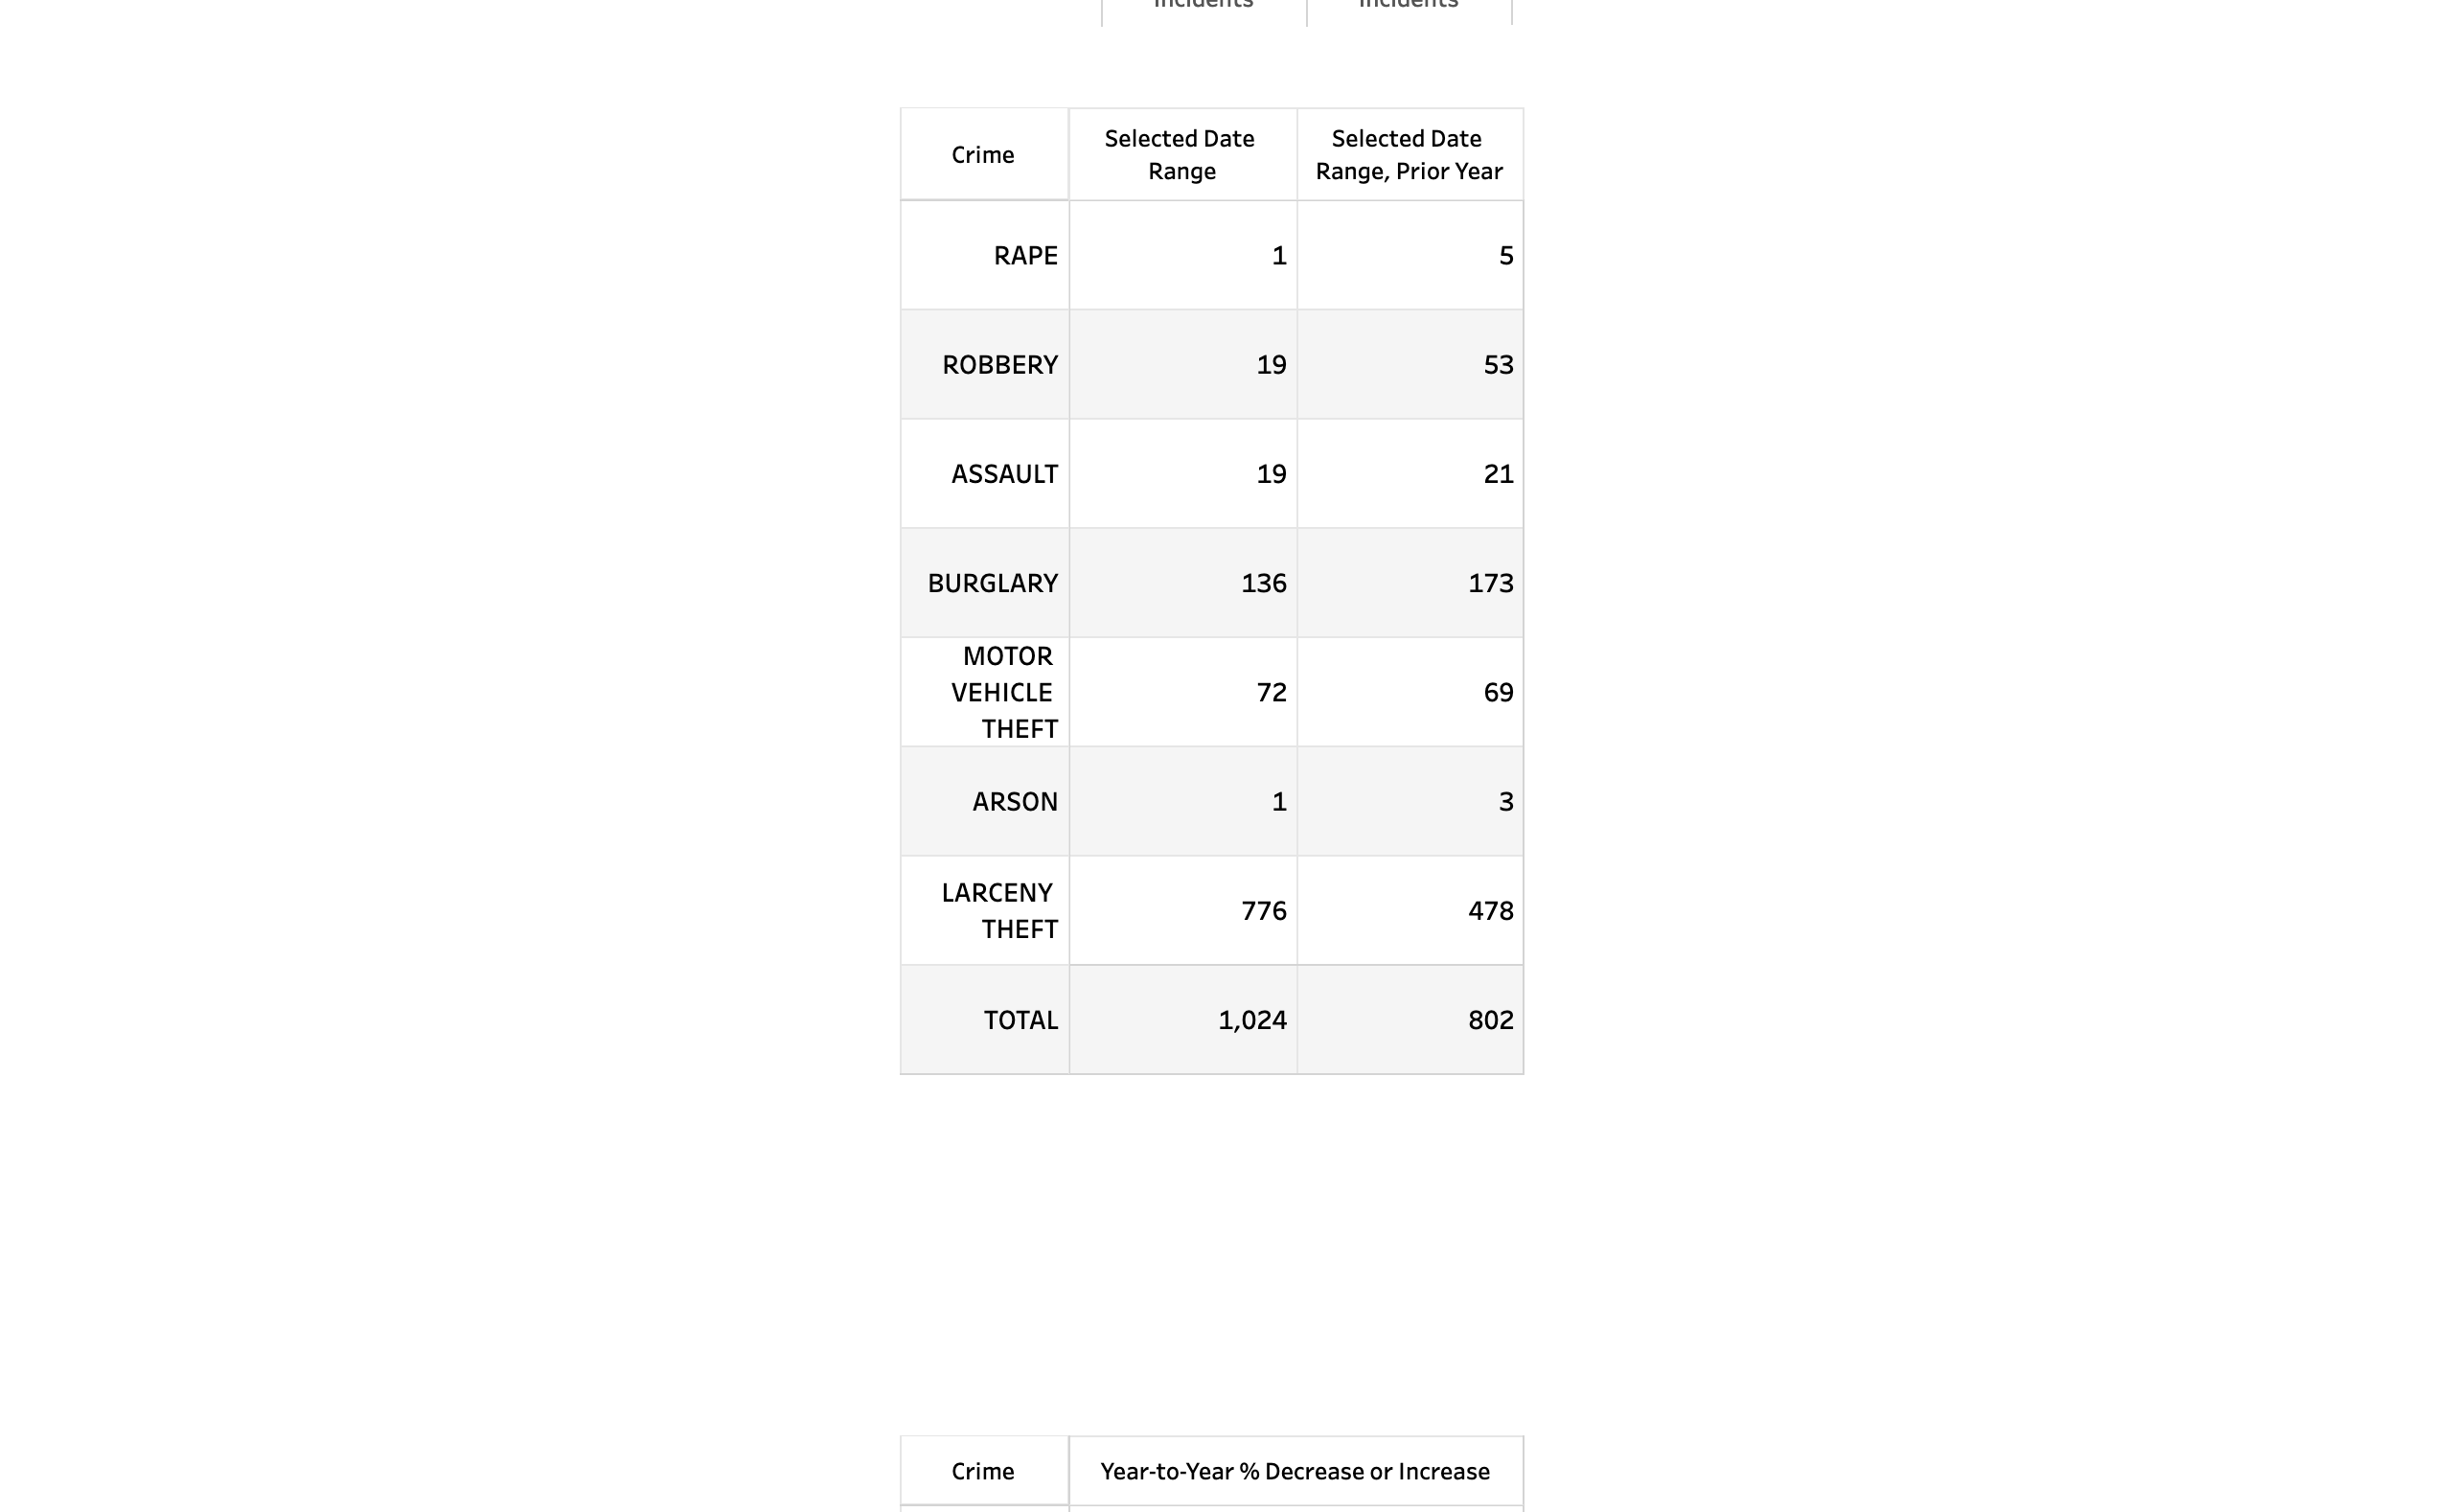 Incidents Incidents
Crime
Selected Date
Range
Selected Date
Range, Prior Year
RAPE 1 5
ROBBERY 19 53
ASSAULT 19 21
BURGLARY 136 173
MOTOR
VEHICLE
THEFT
72 69
ARSON 1 3
LARCENY
THEFT
776 478
TOTAL 1,024 802
Crime Year-to-Year % Decrease or Increase